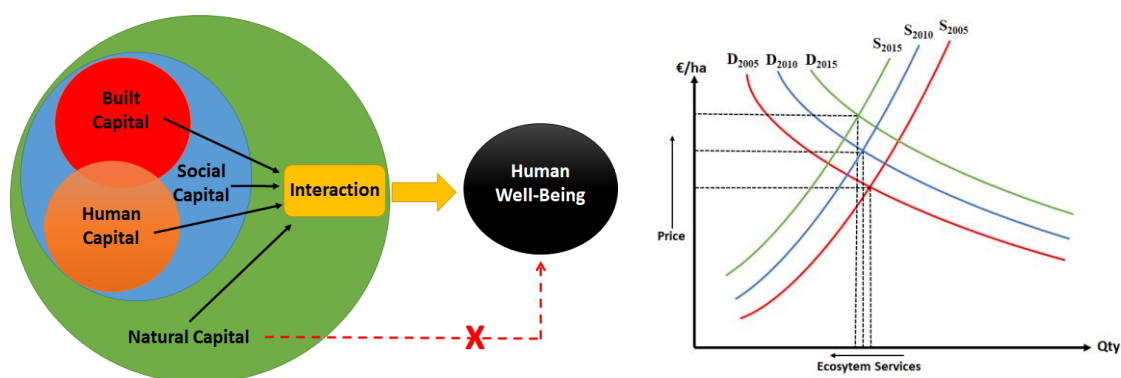 Built
Capital
Social
Capital
Human
Capital
Interaction
Natural Capital
X
Human
Well-Being
€/ha
D2005
D2010
D2015
S2015
S2010
S2005
Price
Qty
Ecosytem Services